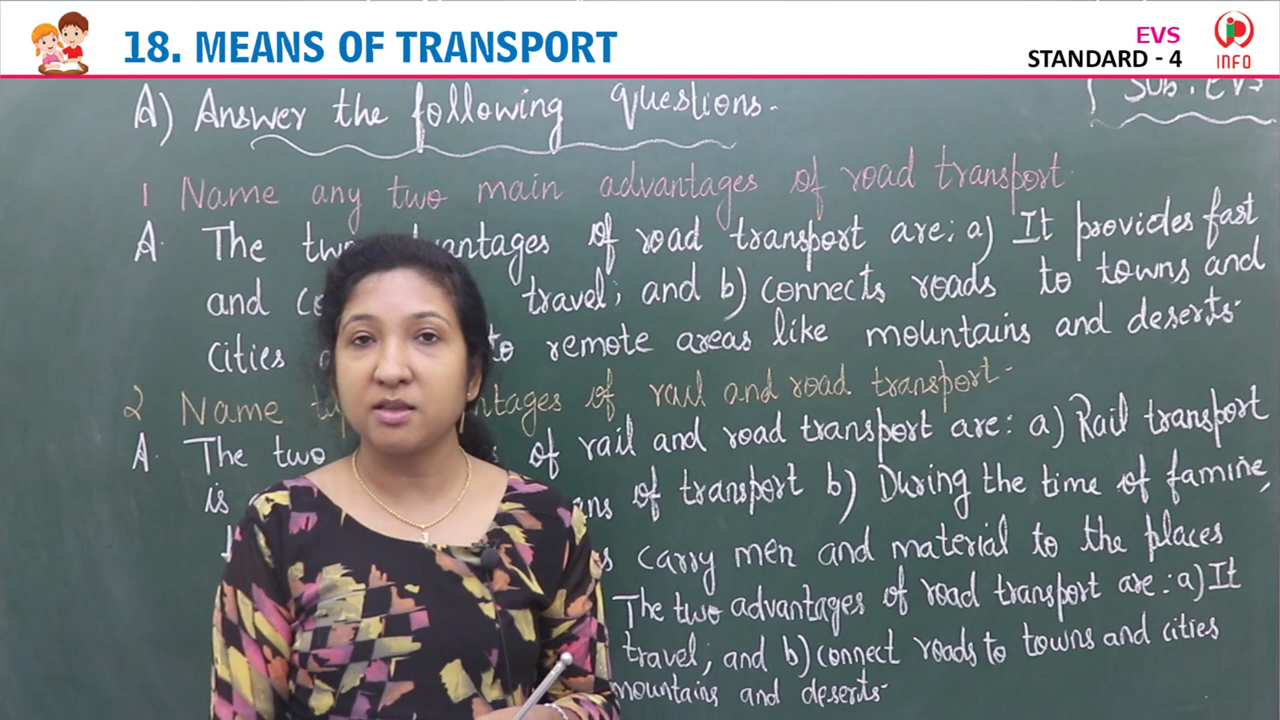 18. MEANS OF TRANSPORT
EVS
STANDARD - 4
INFO
Sub. EVS
A) Answer the following questions.
1 Name any two main advantages of road transport.
A. The two advantages of road transport are: a) It provides fast
and travel; and b) connects roads to towns and
cities to remote areas like mountains and deserts.
2 Name of rail and road transport.
A. The two of rail and road transport are: a) Rail transport
is of transport b) During the time of famine,
carry men and material to the places
The two advantages of road transport are: a) It
travel; and b) connect roads to towns and cities
mountains and deserts.